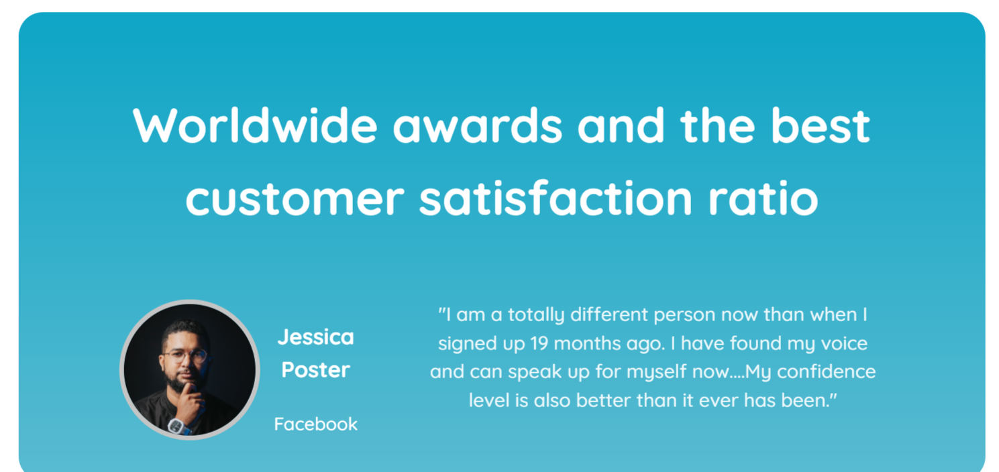 Worldwide awards and the best
customer satisfaction ratio
Jessica
Poster
Facebook
"I am a totally different person now than when I
signed up 19 months ago. I have found my voice
and can speak up for myself now....My confidence
level is also better than it ever has been."